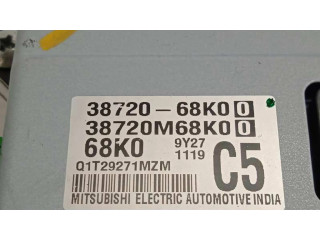 38720-68K00
38720M68K00
68K0 9Y27
1119
C5
Q1T29271MZM
MITSUBISHI ELECTRIC AUTOMOTIVE INDIA